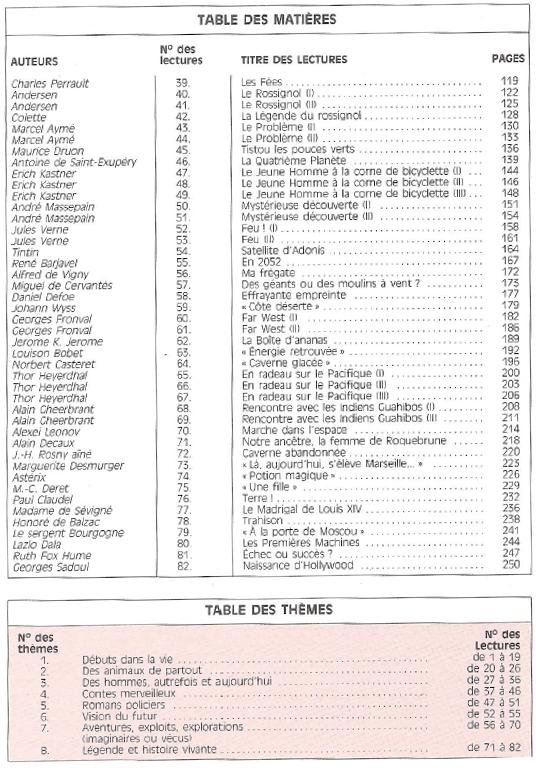 TABLE DES MATIÈRES
AUTEURS N° des lectures TITRE DES LECTURES PAGES
Charles Perrault 39. Les Fées 119
Andersen 40. Le Rossignol (I) 122
Andersen 41. Le Rossignol (II) 125
Colette 42. La Légende du rossignol 128
Marcel Aymé 43. Le Problème (I) 130
Marcel Aymé 44. Le Problème (II) 133
Maurice Druon 45. Tistou les pouces verts 136
Antoine de Saint-Exupéry 46. La Quatrième Planète 139
Erich Kastner 47. Le Jeune Homme à la corne de bicyclette (I) 144
Erich Kastner 48. Le Jeune Homme à la corne de bicyclette (II) 146
Erich Kastner 49. Le Jeune Homme à la corne de bicyclette (III) 148
André Massepain 50. Mystérieuse découverte (I) 151
André Massepain 51. Mystérieuse découverte (II) 154
Jules Verne 52. Feu ! (I) 158
Jules Verne 53. Feu (II) 161
Tintin 54. Satellite d'Adonis 164
René Barjavel 55. En 2052 167
Alfred de Vigny 56. Ma frégate 172
Miguel de Cervantès 57. Des géants ou des moulins à vent ? 173
Daniel Defoe 58. Effrayante empreinte 177
Johann Wyss 59. « Côte déserte » 179
Georges Fronval 60. Far West (I) 182
Georges Fronval 61. Far West (II) 186
Jerome K. Jerome 62. La Boîte d'ananas 189
Louison Bobet 63. « Énergie retrouvée » 192
Norbert Casteret 64. « Caverne glacée » 196
Thor Heyerdhal 65. En radeau sur le Pacifique (I) 200
Thor Heyerdhal 66. En radeau sur le Pacifique (II) 203
Thor Heyerdhal 67. En radeau sur le Pacifique (III) 206
Alain Cheerbrant 68. Rencontre avec les Indiens Guahibos (I) 208
Alain Cheerbrant 69. Rencontre avec les Indiens Guahibos (II) 211
Alexei Leonov 70. Marche dans l'espace 214
Alain Decaux 71. Notre ancêtre, la femme de Roquebrune 218
J.-H. Rosny aîné 72. Caverne abandonnée 220
Marguerite Desmurger 73. « Là, aujourd'hui, s'élève Marseille... » 223
Astérix 74. « Potion magique » 226
M.-C. Deret 75. « Une fille » 229
Paul Claudel 76. Terre ! 232
Madame de Sévigné 77. Le Madrigal de Louis XIV 236
Honoré de Balzac 78. Trahison 238
Le sergent Bourgogne 79. « À la porte de Moscou » 241
Lazlo Dala 80. Les Premières Machines 244
Ruth Fox Hume 81. Échec ou succès ? 247
Georges Sadoul 82. Naissance d'Hollywood 250
TABLE DES THÈMES
N° des thèmes N° des Lectures
1. Débuts dans la vie de 1 à 19
2. Des animaux de partout de 20 à 26
3. Des hommes, autrefois et aujourd'hui de 27 à 36
4. Contes merveilleux de 37 à 46
5. Romans policiers de 47 à 51
6. Vision du futur de 52 à 55
7. Aventures, exploits, explorations de 56 à 70
(imaginaires ou vécus)
8. Légende et histoire vivante de 71 à 82